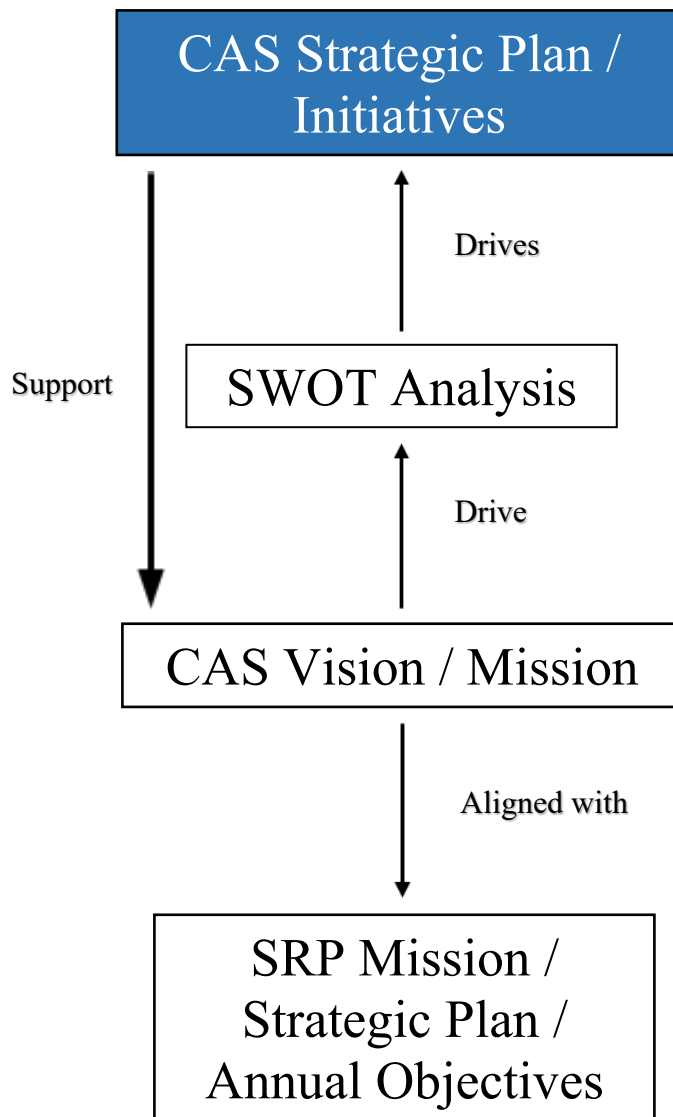 CAS Strategic Plan /
Initiatives
Drives
SWOT Analysis
Support
Drive
CAS Vision / Mission
Aligned with
SRP Mission /
Strategic Plan /
Annual Objectives